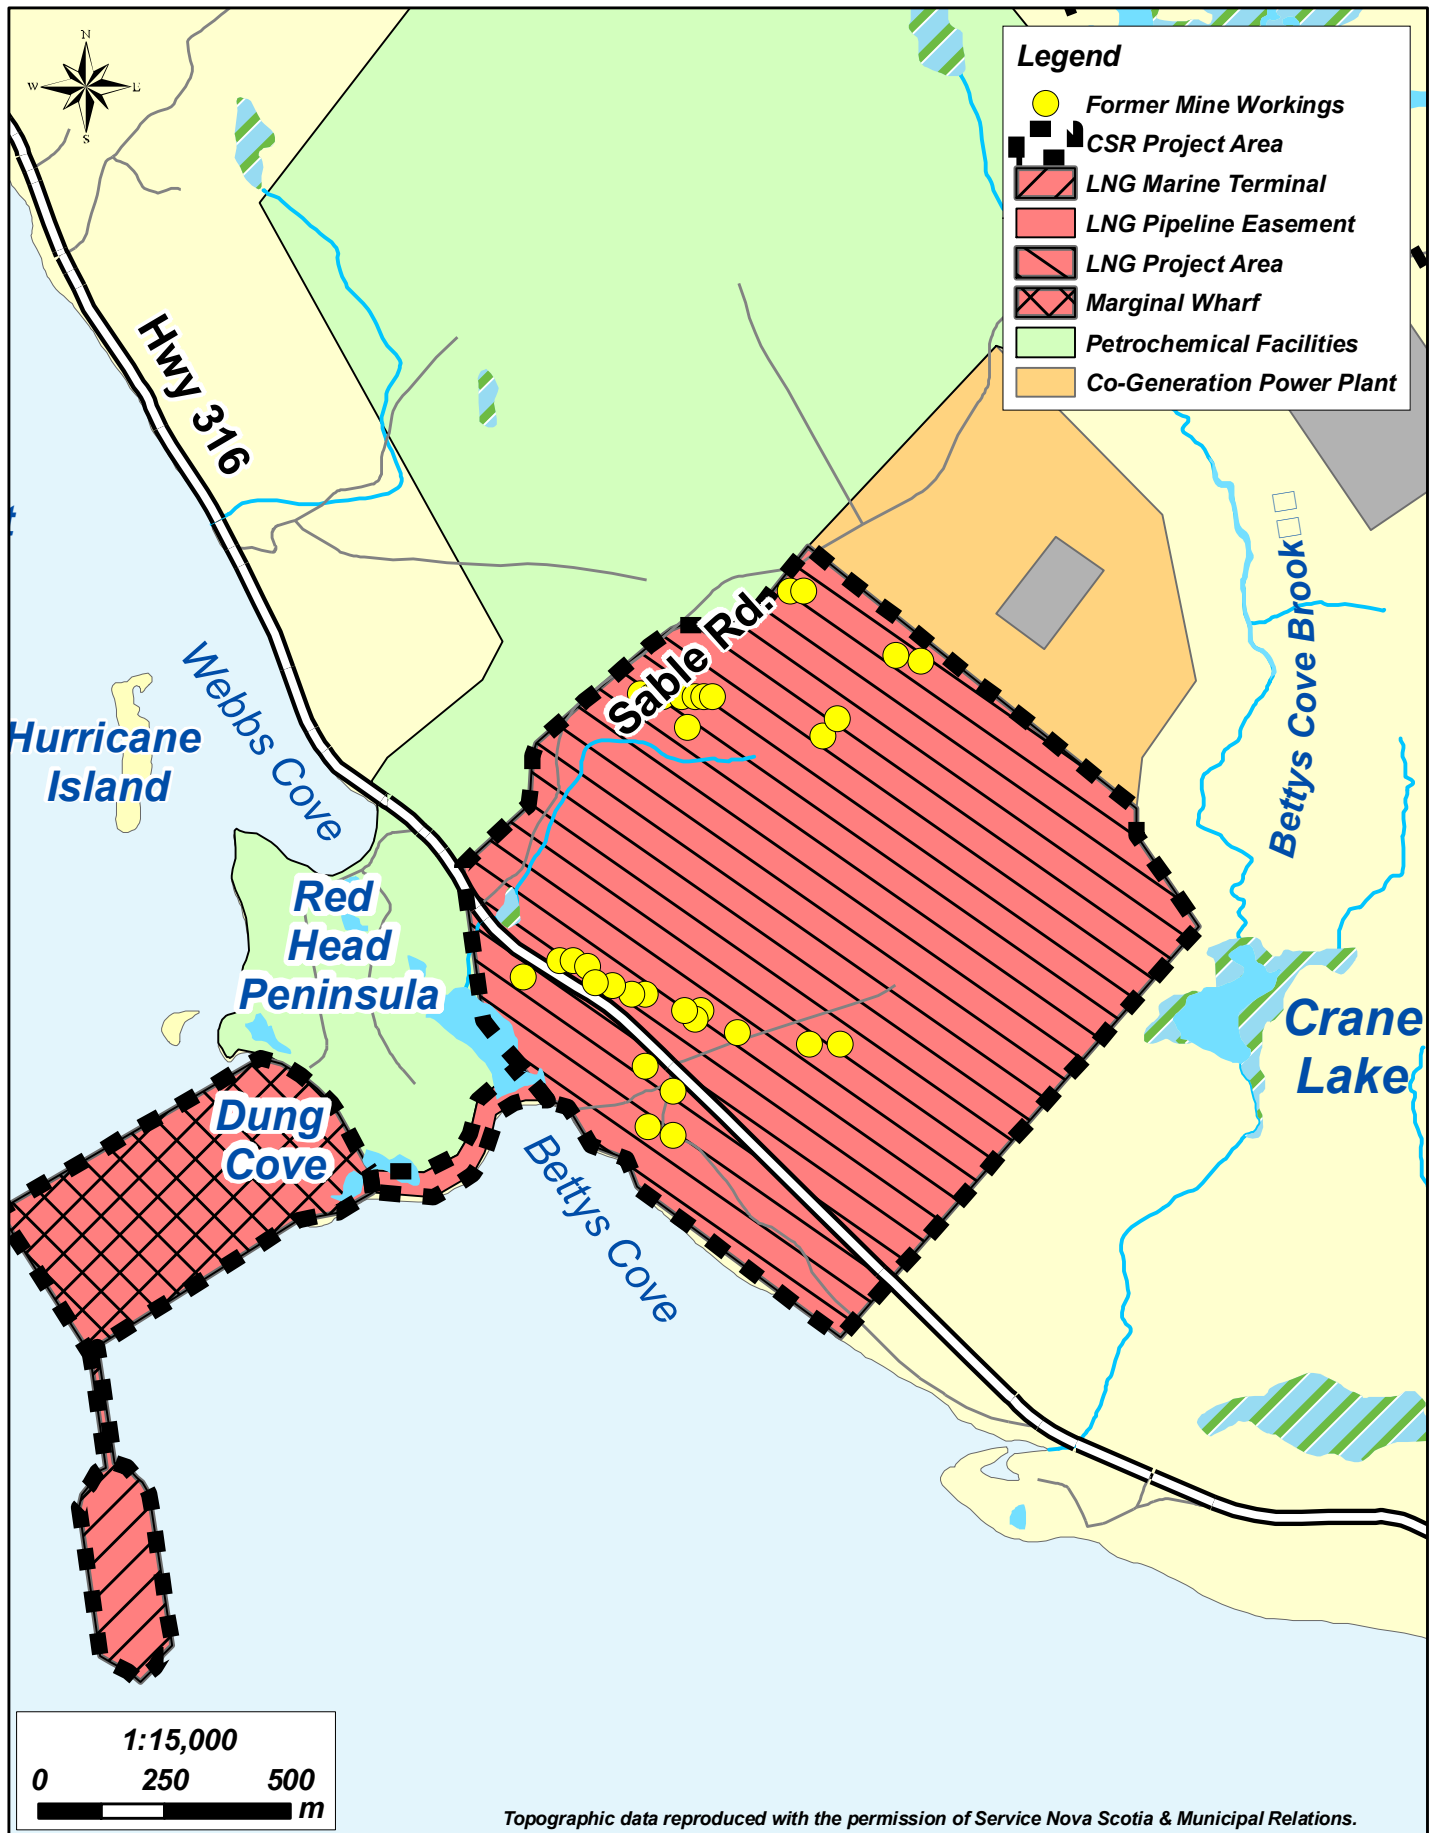 N
W
E
S
Legend
Former Mine Workings
CSR Project Area
LNG Marine Terminal
LNG Pipeline Easement
LNG Project Area
Marginal Wharf
Petrochemical Facilities
Co-Generation Power Plant
Hwy 316
t
Bettys Cove Brook
Sable Rd.
Webbs Cove
Hurricane
Island
Red
Head
Peninsula
Crane
Lake
Dung
Cove
Bettys Cove
1:15,000
0 250 500
m
Topographic data reproduced with the permission of Service Nova Scotia & Municipal Relations.